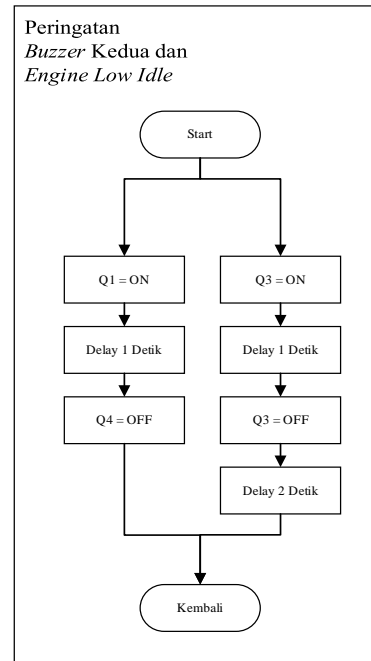 Peringatan
Buzzer Kedua dan
Engine Low Idle
Start
Q1 = ON
Q3 = ON
Delay 1 Detik
Delay 1 Detik
Q4 = OFF
Q3 = OFF
Delay 2 Detik
Kembali